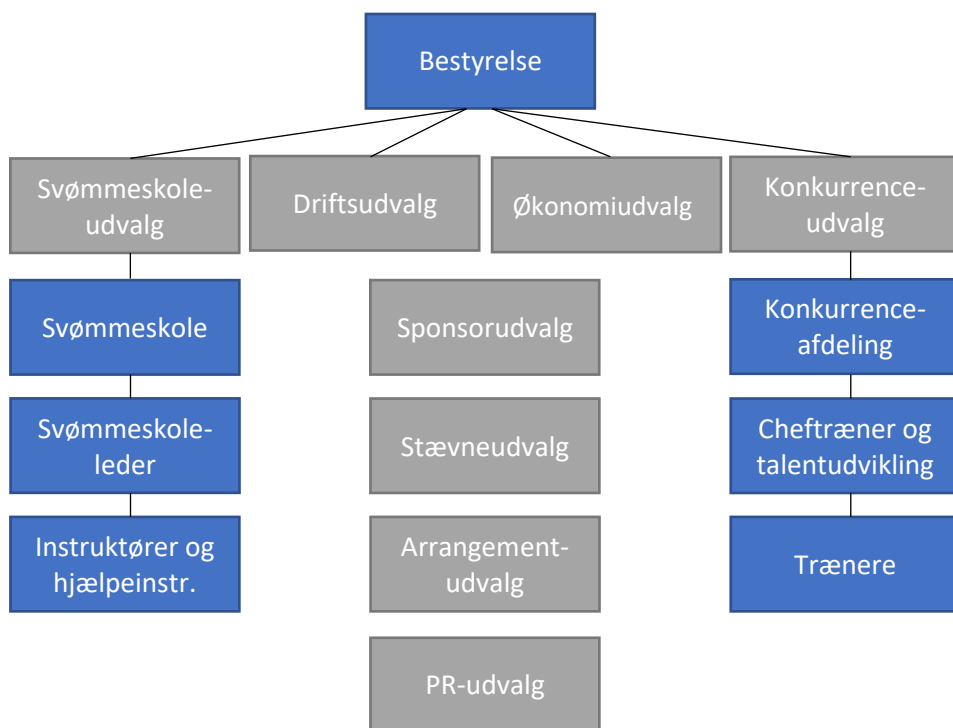 Bestyrelse
Svømmeskole-
udvalg
Driftsudvalg
Økonomiudvalg
Konkurrence-
udvalg
Svømmeskole
Sponsorudvalg
Konkurrence-
afdeling
Svømmeskole-
leder
Stævneudvalg
Cheftræner og
talentudvikling
Instruktører og
hjælpeinstr.
Arrangement-
udvalg
Trænere
PR-udvalg